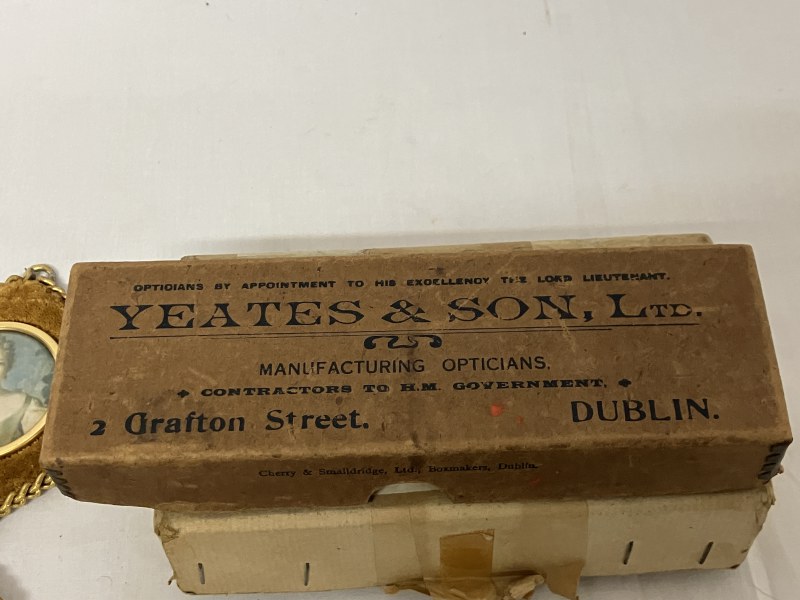 OPTICIANS BY APPOINTMENT TO HIS EXCELLENCY THE LORD LIEUTENANT.
YEATES & SON, LTD.
MANUFACTURING OPTICIANS,
CONTRACTORS TO H.M. GOVERNMENT,
2 Grafton Street. DUBLIN.
Cherry & Smalldridge, Ltd., Boxmakers, Dublin.